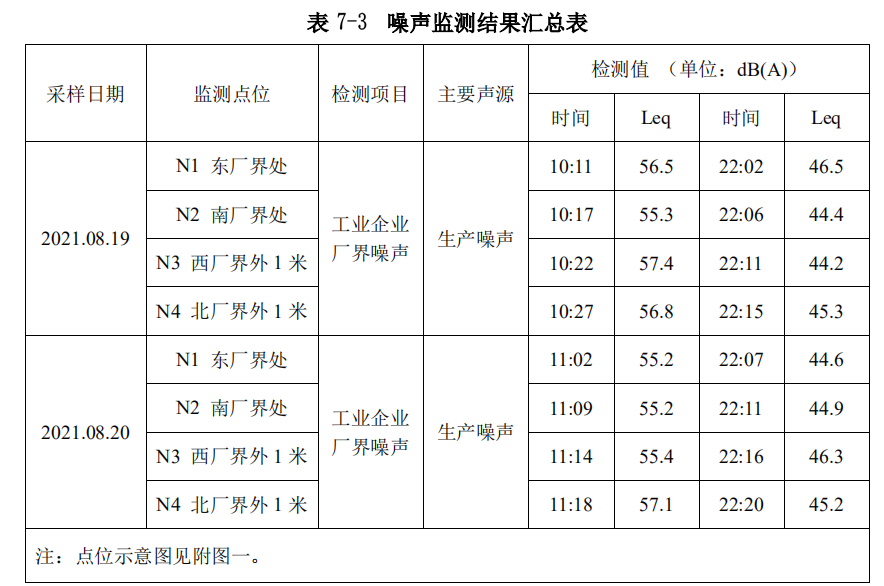 表 7-3 噪声监测结果汇总表
采样日期 监测点位 检测项目 主要声源 检测值 （单位：dB(A)）
时间 Leq 时间 Leq
2021.08.19 工业企业厂界噪声 生产噪声
N1 东厂界处 10:11 56.5 22:02 46.5
N2 南厂界处 10:17 55.3 22:06 44.4
N3 西厂界外 1 米 10:22 57.4 22:11 44.2
N4 北厂界外 1 米 10:27 56.8 22:15 45.3
2021.08.20 工业企业厂界噪声 生产噪声
N1 东厂界处 11:02 55.2 22:07 44.6
N2 南厂界处 11:09 55.2 22:11 44.9
N3 西厂界外 1 米 11:14 55.4 22:16 46.3
N4 北厂界外 1 米 11:18 57.1 22:20 45.2
注：点位示意图见附图一。